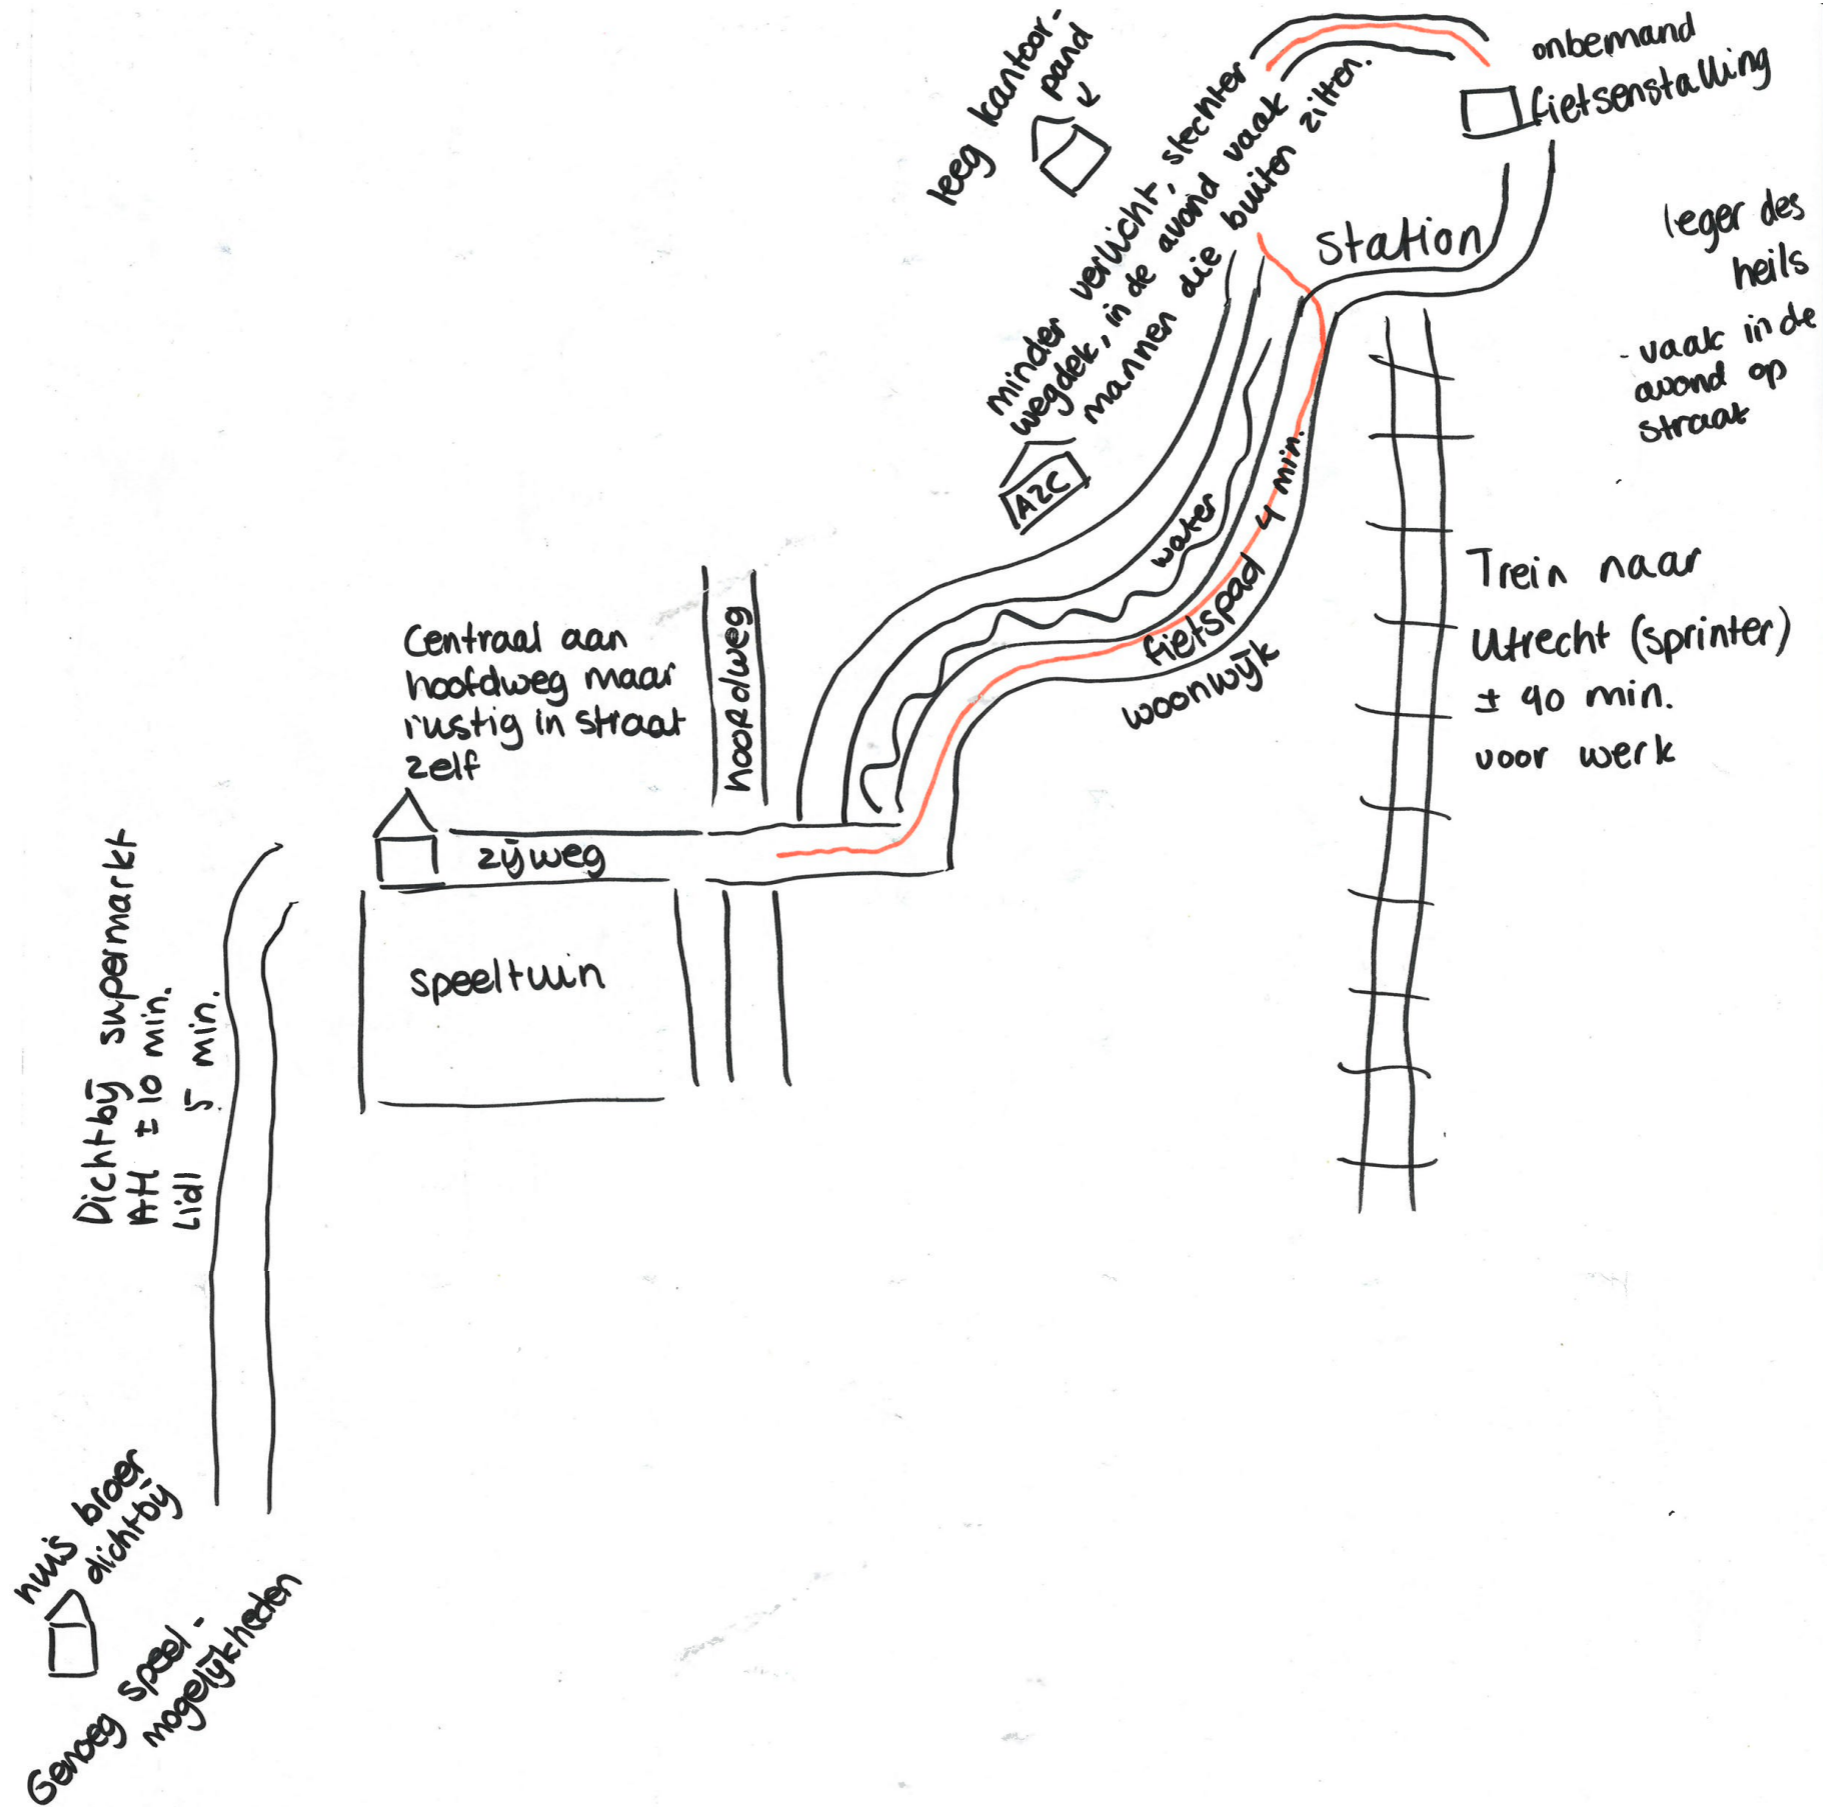 leeg kantoor-
pand
minder verlicht, slechter
wegdek, in de avond vaak
mannen die buiten zitten.
onbemand
fietsenstalling
Station
leger des
heils
- vaak in de
avond op
straat
AZC
water
fietspad 4 min.
woonwijk
Trein naar
Utrecht (sprinter)
± 40 min.
voor werk
Centraal aan
hoofdweg maar
rustig in straat
zelf
noordweg
zijweg
speeltuin
Dichtbij supermarkt
AH ± 10 min.
Lidl 5 min.
huis broer
dichtbij
Genoeg speel-
mogelijkheden